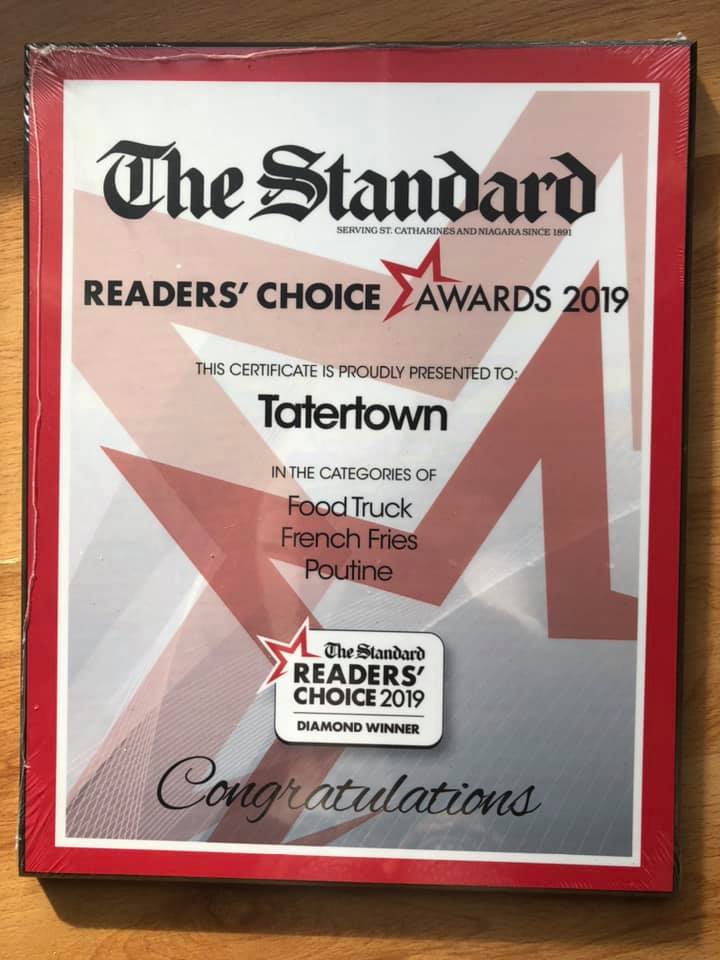 The Standard
SERVING ST. CATHARINES AND NIAGARA SINCE 1891
READERS' CHOICE AWARDS 2019
THIS CERTIFICATE IS PROUDLY PRESENTED TO:
Tatertown
IN THE CATEGORIES OF
Food Truck
French Fries
Poutine
The Standard
READERS'
CHOICE 2019
DIAMOND WINNER
Congratulations